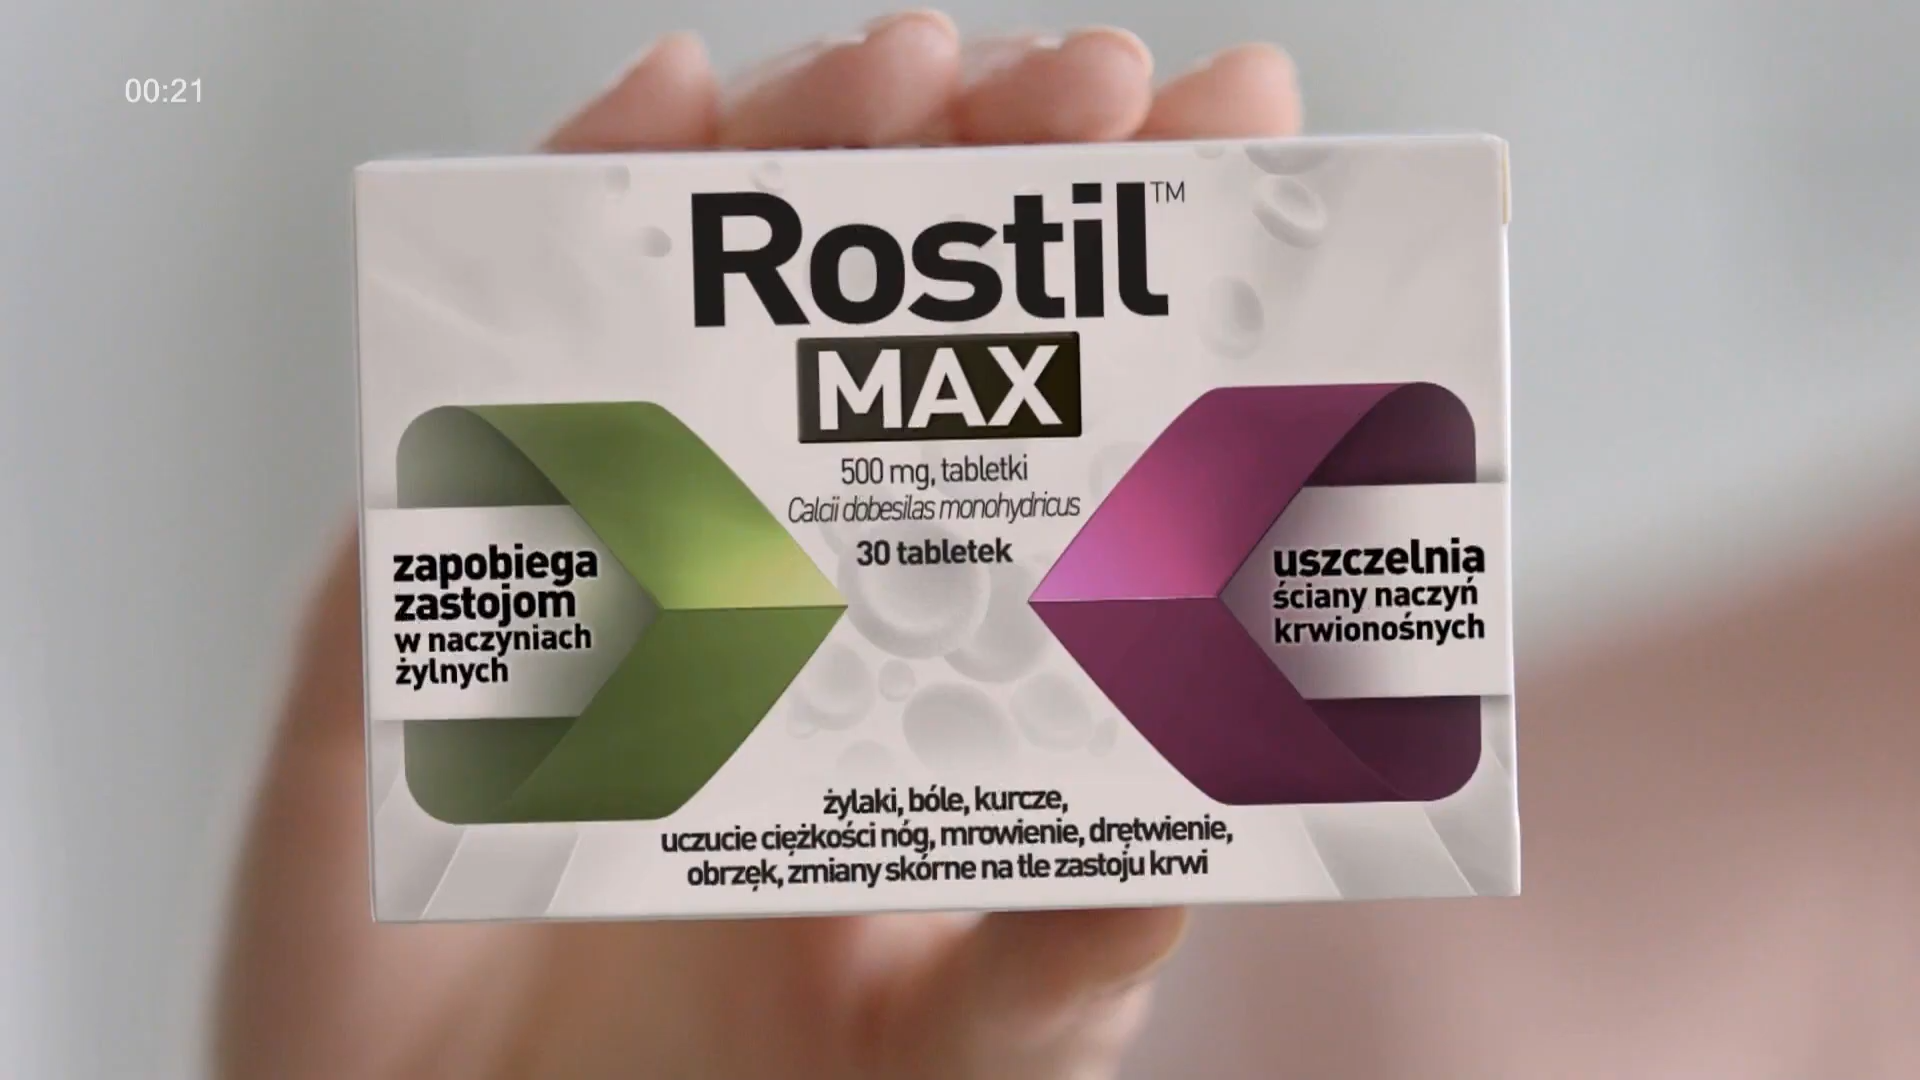 00:21
Rostil™
MAX
500 mg, tabletki
Calcii dobesilas monohydricus
30 tabletek
zapobiega
zastojom
w naczyniach
żylnych
uszczelnia
ściany naczyń
krwionośnych
żylaki, bóle, kurcze,
uczucie ciężkości nóg, mrowienie, drętwienie,
obrzęk, zmiany skórne na tle zastoju krwi